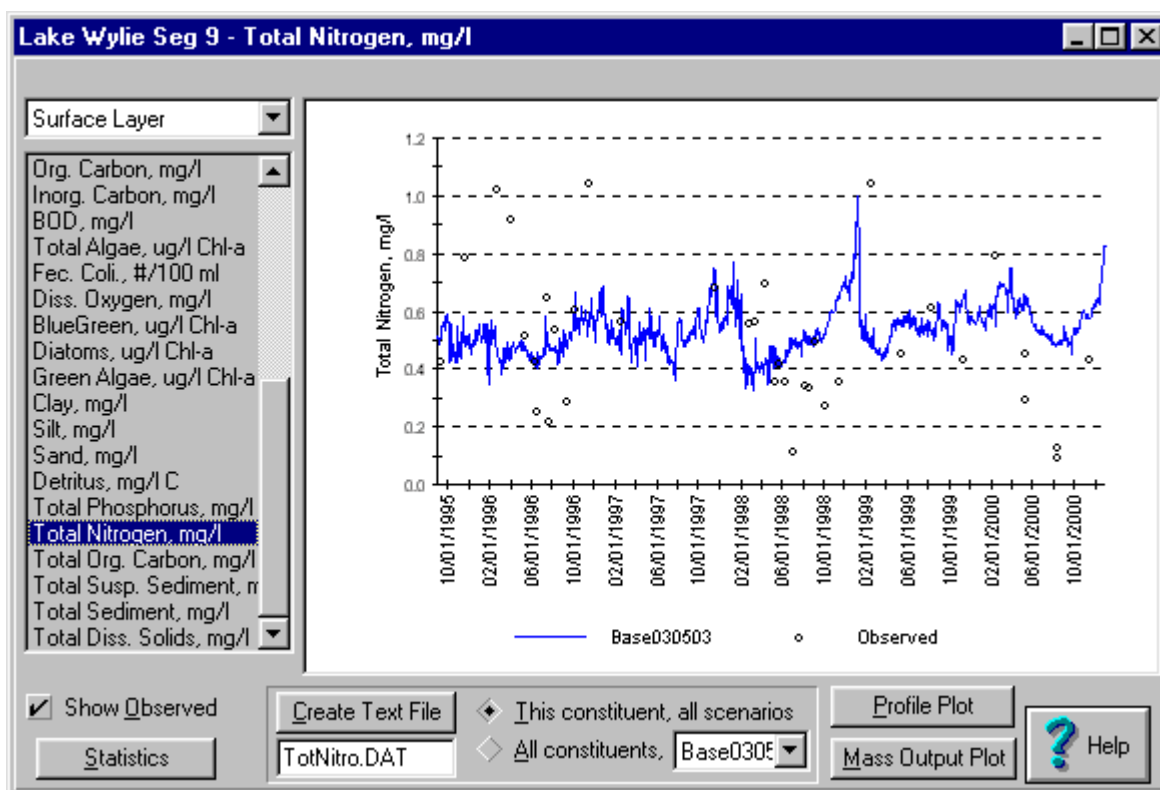 Lake Wylie Seg 9 - Total Nitrogen, mg/l
Surface Layer
Org. Carbon, mg/l
Inorg. Carbon, mg/l
BOD, mg/l
Total Algae, ug/l Chl-a
Fec. Coli., #/100 ml
Diss. Oxygen, mg/l
BlueGreen, ug/l Chl-a
Diatoms, ug/l Chl-a
Green Algae, ug/l Chl-a
Clay, mg/l
Silt, mg/l
Sand, mg/l
Detritus, mg/l C
Total Phosphorus, mg/l
Total Nitrogen, mg/l
Total Org. Carbon, mg/l
Total Susp. Sediment, m
Total Sediment, mg/l
Total Diss. Solids, mg/l
Total Nitrogen, mg/l
1.2
1.0
0.8
0.6
0.4
0.2
0.0
10/01/1995
02/01/1996
06/01/1996
10/01/1996
02/01/1997
06/01/1997
10/01/1997
02/01/1998
06/01/1998
10/01/1998
02/01/1999
06/01/1999
10/01/1999
02/01/2000
06/01/2000
10/01/2000
Base030503
Observed
Show Observed
Statistics
Create Text File
TotNitro.DAT
This constituent, all scenarios
All constituents,
Base0305
Profile Plot
Mass Output Plot
? Help